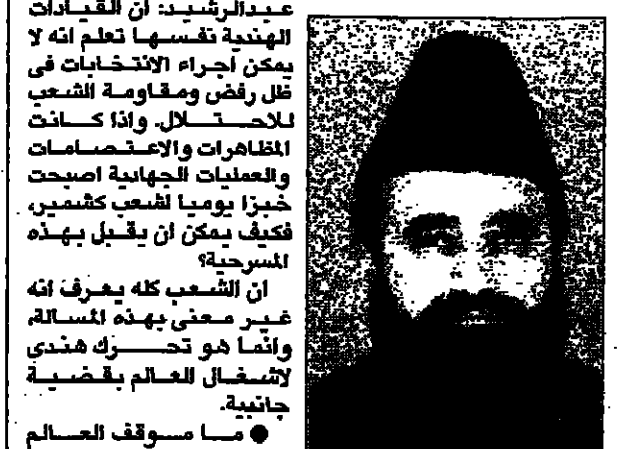 عبدالرشيد: ان القيادات
الهندية نفسها تعلم انه لا
يمكن اجراء الانتخابات فى
ظل رفض ومقاومة الشعب
للاحتلال. واذا كانت
المظاهرات والاعتصامات
والعمليات الجهادية اصبحت
خبزا يوميا لشعب كشمير،
فكيف يمكن ان يقبل بهذه
المسرحية؟
ان الشعب كله يعرف انه
غير معنى بهذه المسالة،
وانما هو تحرك هندى
لاشغال العالم بقضية
جانبية.
● ما موقف العالم